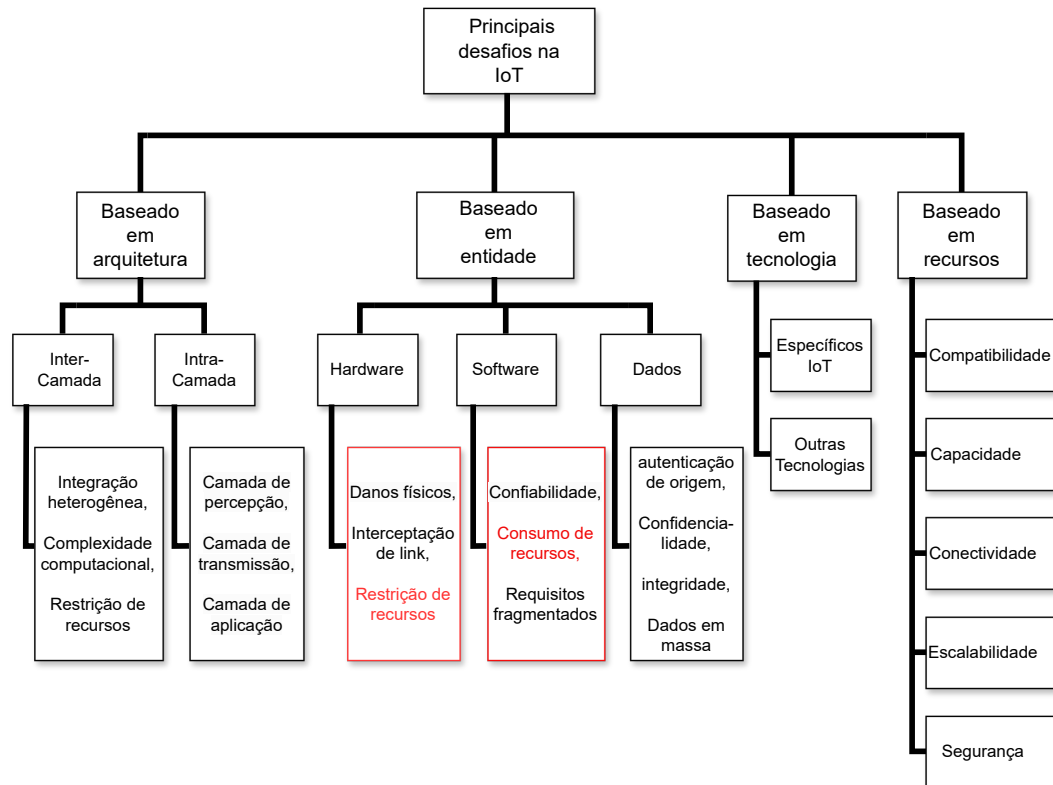 Principais
desafios na
IoT
Baseado
em
arquitetura
Baseado
em
entidade
Baseado
em
tecnologia
Baseado
em
recursos
Inter-
Camada
Intra-
Camada
Hardware
Software
Dados
Específicos
IoT
Outras
Tecnologias
Compatibilidade
Capacidade
Conectividade
Escalabilidade
Segurança
Integração
heterogênea,
Complexidade
computacional,
Restrição de
recursos
Camada de
percepção,
Camada de
transmissão,
Camada de
aplicação
Danos físicos,
Interceptação
de link,
Restrição de
recursos
Confiabilidade,
Consumo de
recursos,
Requisitos
fragmentados
autenticação
de origem,
Confidencia-
lidade,
integridade,
Dados em
massa